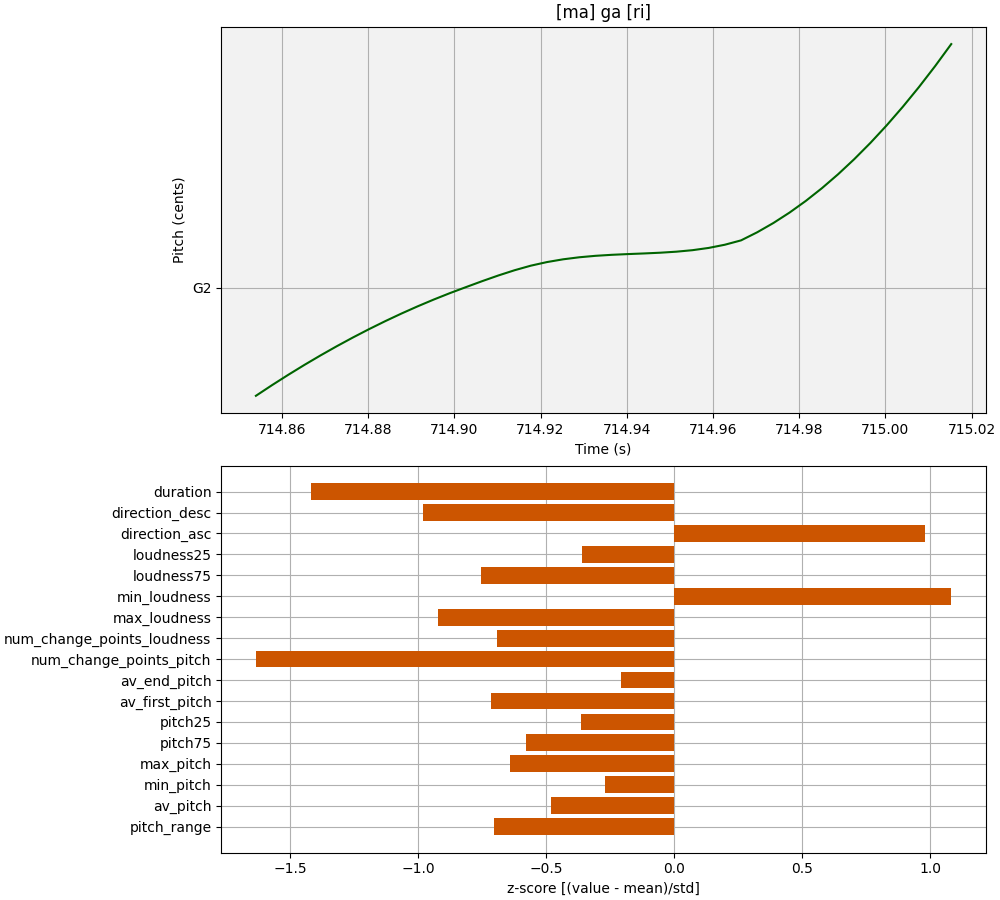 [ma] ga [ri]
Pitch (cents)
G2
714.86 714.88 714.90 714.92 714.94 714.96 714.98 715.00 715.02
Time (s)
duration
direction_desc
direction_asc
loudness25
loudness75
min_loudness
max_loudness
num_change_points_loudness
num_change_points_pitch
av_end_pitch
av_first_pitch
pitch25
pitch75
max_pitch
min_pitch
av_pitch
pitch_range
−1.5 −1.0 −0.5 0.0 0.5 1.0
z-score [(value - mean)/std]